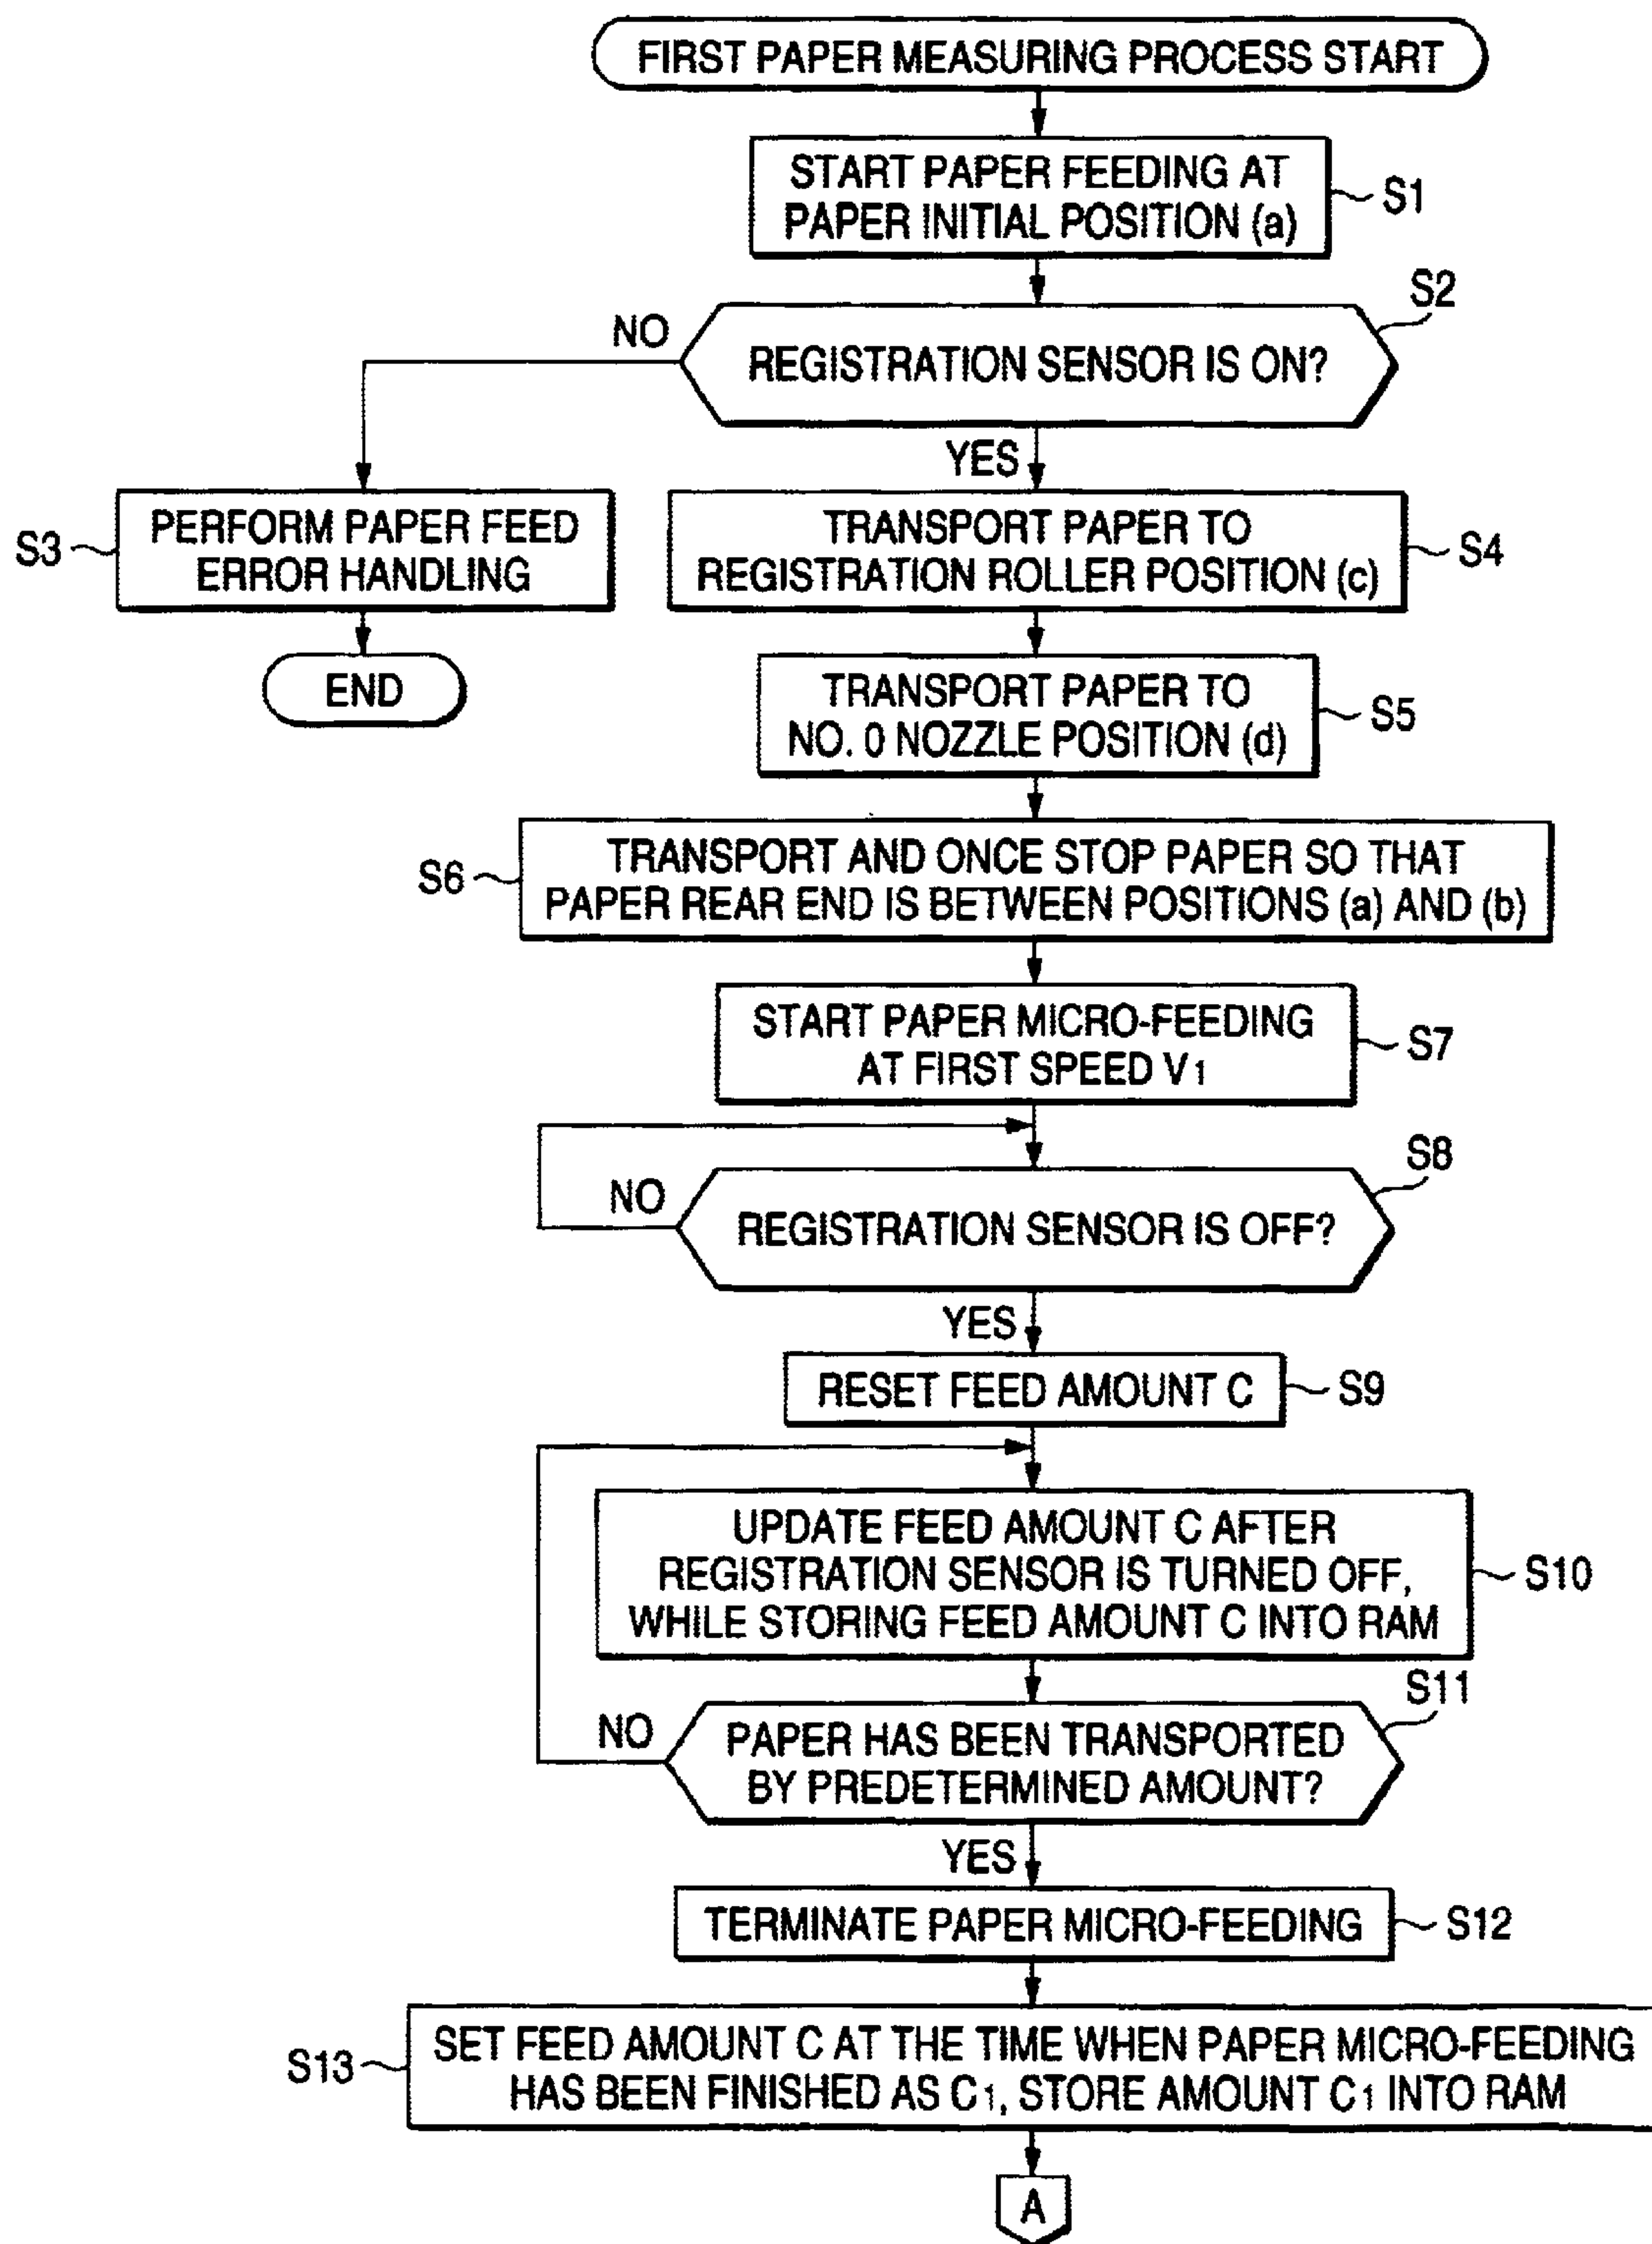 FIRST PAPER MEASURING PROCESS START
START PAPER FEEDING AT
PAPER INITIAL POSITION (a)
S1
S2
NO
REGISTRATION SENSOR IS ON?
YES
S3
PERFORM PAPER FEED
ERROR HANDLING
END
TRANSPORT PAPER TO
REGISTRATION ROLLER POSITION (c)
S4
TRANSPORT PAPER TO
NO. 0 NOZZLE POSITION (d)
S5
S6
TRANSPORT AND ONCE STOP PAPER SO THAT
PAPER REAR END IS BETWEEN POSITIONS (a) AND (b)
START PAPER MICRO-FEEDING
AT FIRST SPEED V1
S7
S8
NO
REGISTRATION SENSOR IS OFF?
YES
RESET FEED AMOUNT C
S9
UPDATE FEED AMOUNT C AFTER
REGISTRATION SENSOR IS TURNED OFF,
WHILE STORING FEED AMOUNT C INTO RAM
S10
S11
NO
PAPER HAS BEEN TRANSPORTED
BY PREDETERMINED AMOUNT?
YES
TERMINATE PAPER MICRO-FEEDING
S12
S13
SET FEED AMOUNT C AT THE TIME WHEN PAPER MICRO-FEEDING
HAS BEEN FINISHED AS C1, STORE AMOUNT C1 INTO RAM
A